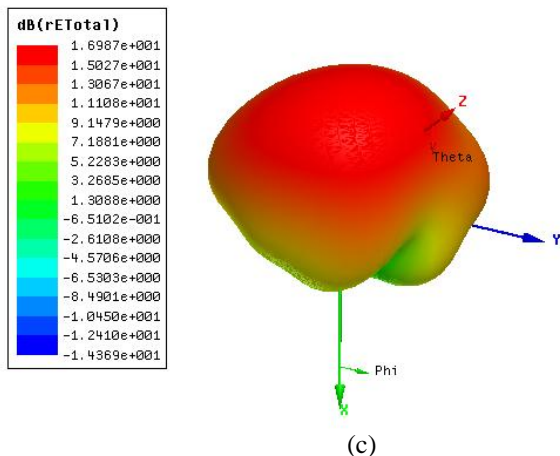 dB(rETotal)
1.6987e+001
1.5027e+001
1.3067e+001
1.1108e+001
9.1479e+000
7.1881e+000
5.2283e+000
3.2685e+000
1.3088e+000
-6.5102e-001
-2.6108e+000
-4.5706e+000
-6.5303e+000
-8.4901e+000
-1.0450e+001
-1.2410e+001
-1.4369e+001
Z
Theta
Y
Phi
X
(c)